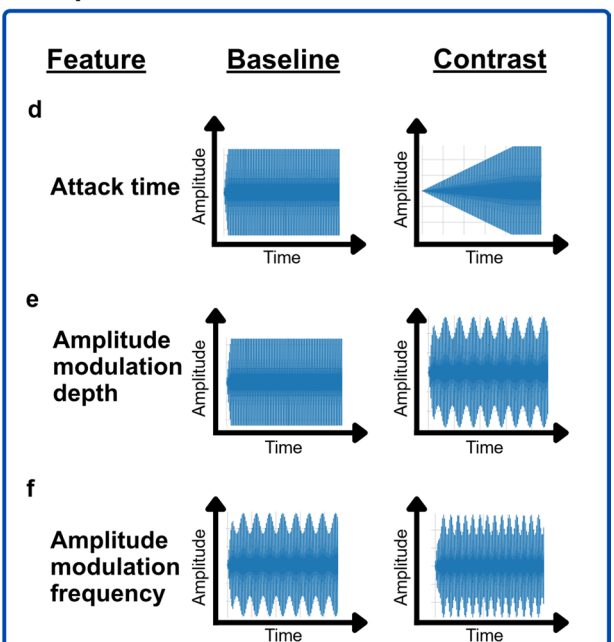 Feature Baseline Contrast
d
Attack time
Amplitude
Time
Amplitude
Time
e
Amplitude
modulation
depth
Amplitude
Time
Amplitude
Time
f
Amplitude
modulation
frequency
Amplitude
Time
Amplitude
Time